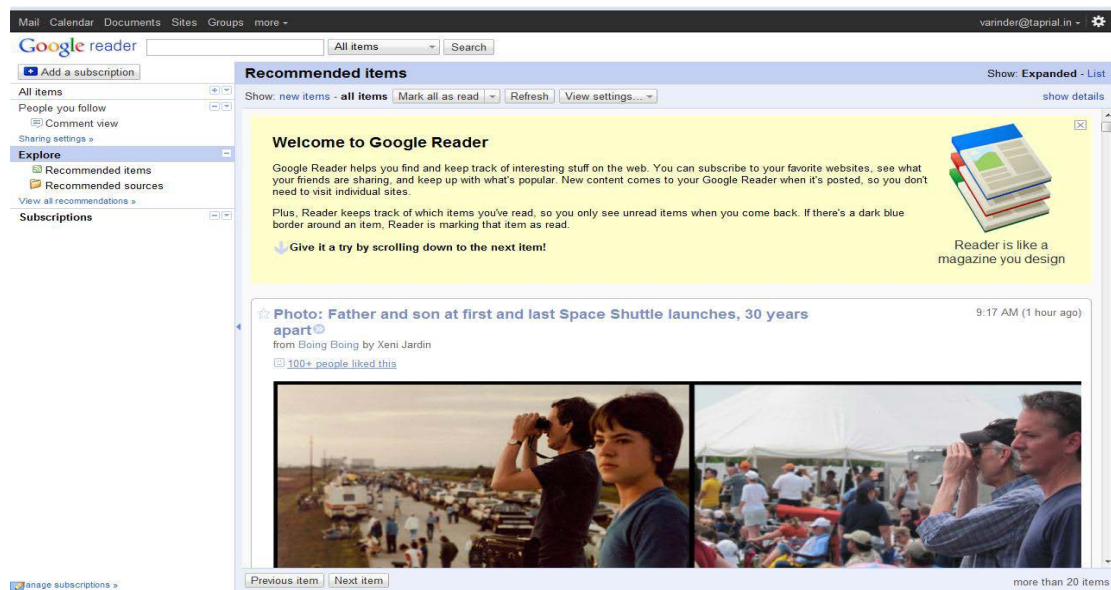 Mail Calendar Documents Sites Groups more
varinder@taprial.in
Google reader
All items
Search
Add a subscription
All items
People you follow
Comment view
Sharing settings »
Explore
Recommended items
Recommended sources
View all recommendations »
Subscriptions
anage subscriptions »
Recommended items
Show: Expanded - List
Show: new items - all items Mark all as read Refresh View settings...
show details
Welcome to Google Reader
Google Reader helps you find and keep track of interesting stuff on the web. You can subscribe to your favorite websites, see what
your friends are sharing, and keep up with what's popular. New content comes to your Google Reader when it's posted, so you don't
need to visit individual sites.
Plus, Reader keeps track of which items you've read, so you only see unread items when you come back. If there's a dark blue
border around an item, Reader is marking that item as read.
Give it a try by scrolling down to the next item!
Reader is like a
magazine you design
Photo: Father and son at first and last Space Shuttle launches, 30 years
apart
9:17 AM (1 hour ago)
from Boing Boing by Xeni Jardin
100+ people liked this
Previous item Next item
more than 20 items